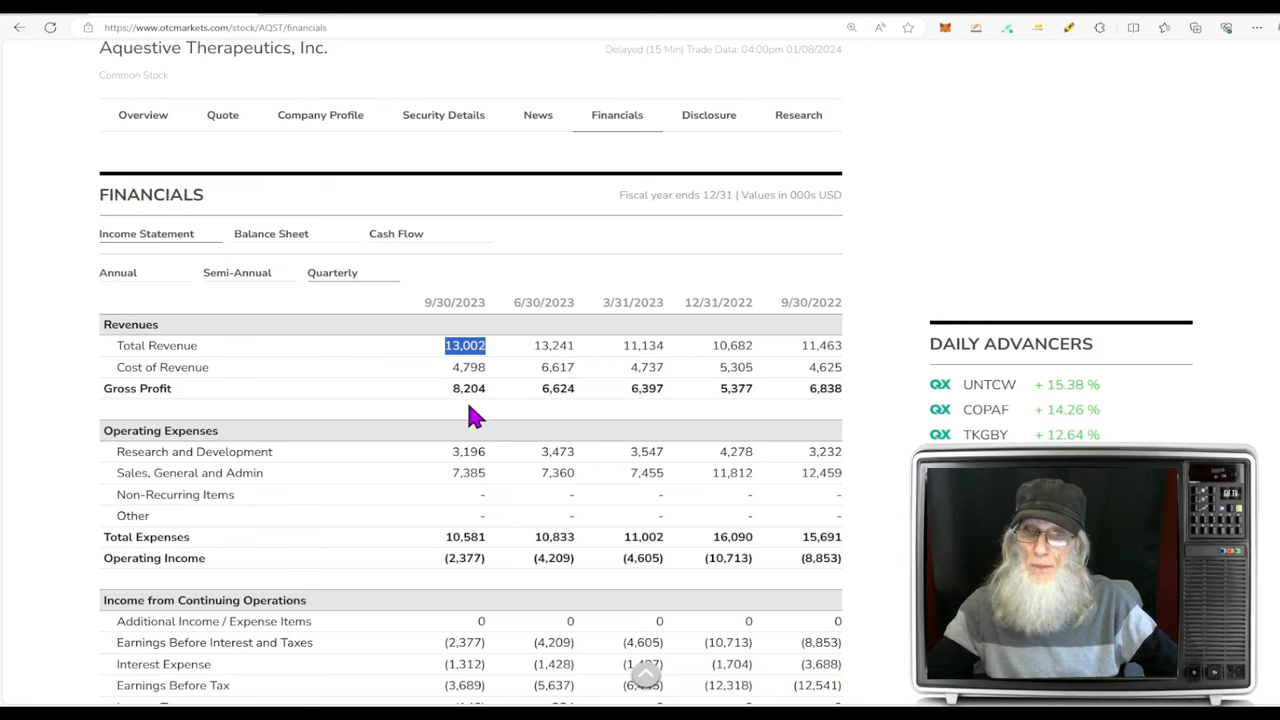 https://www.otcmarkets.com/stock/AQST/financials
Aquestive Therapeutics, Inc.
Delayed (15 Min) Trade Data: 04:00pm 01/08/2024
Common Stock
Overview Quote Company Profile Security Details News Financials Disclosure Research
FINANCIALS
Fiscal year ends 12/31 | Values in 000s USD
Income Statement Balance Sheet Cash Flow
Annual Semi-Annual Quarterly
9/30/2023 6/30/2023 3/31/2023 12/31/2022 9/30/2022
Revenues
Total Revenue 13,002 13,241 11,134 10,682 11,463
Cost of Revenue 4,798 6,617 4,737 5,305 4,625
Gross Profit 8,204 6,624 6,397 5,377 6,838
Operating Expenses
Research and Development 3,196 3,473 3,547 4,278 3,232
Sales, General and Admin 7,385 7,360 7,455 11,812 12,459
Non-Recurring Items - - - - -
Other - - - - -
Total Expenses 10,581 10,833 11,002 16,090 15,691
Operating Income (2,377) (4,209) (4,605) (10,713) (8,853)
Income from Continuing Operations
Additional Income / Expense Items 0 0 0 0 0
Earnings Before Interest and Taxes (2,377) (4,209) (4,605) (10,713) (8,853)
Interest Expense (1,312) (1,428) (1,704) (3,688)
Earnings Before Tax (3,689) (5,637) (12,318) (12,541)
DAILY ADVANCERS
QX UNTCW + 15.38 %
QX COPAF + 14.26 %
QX TKGBY + 12.64 %